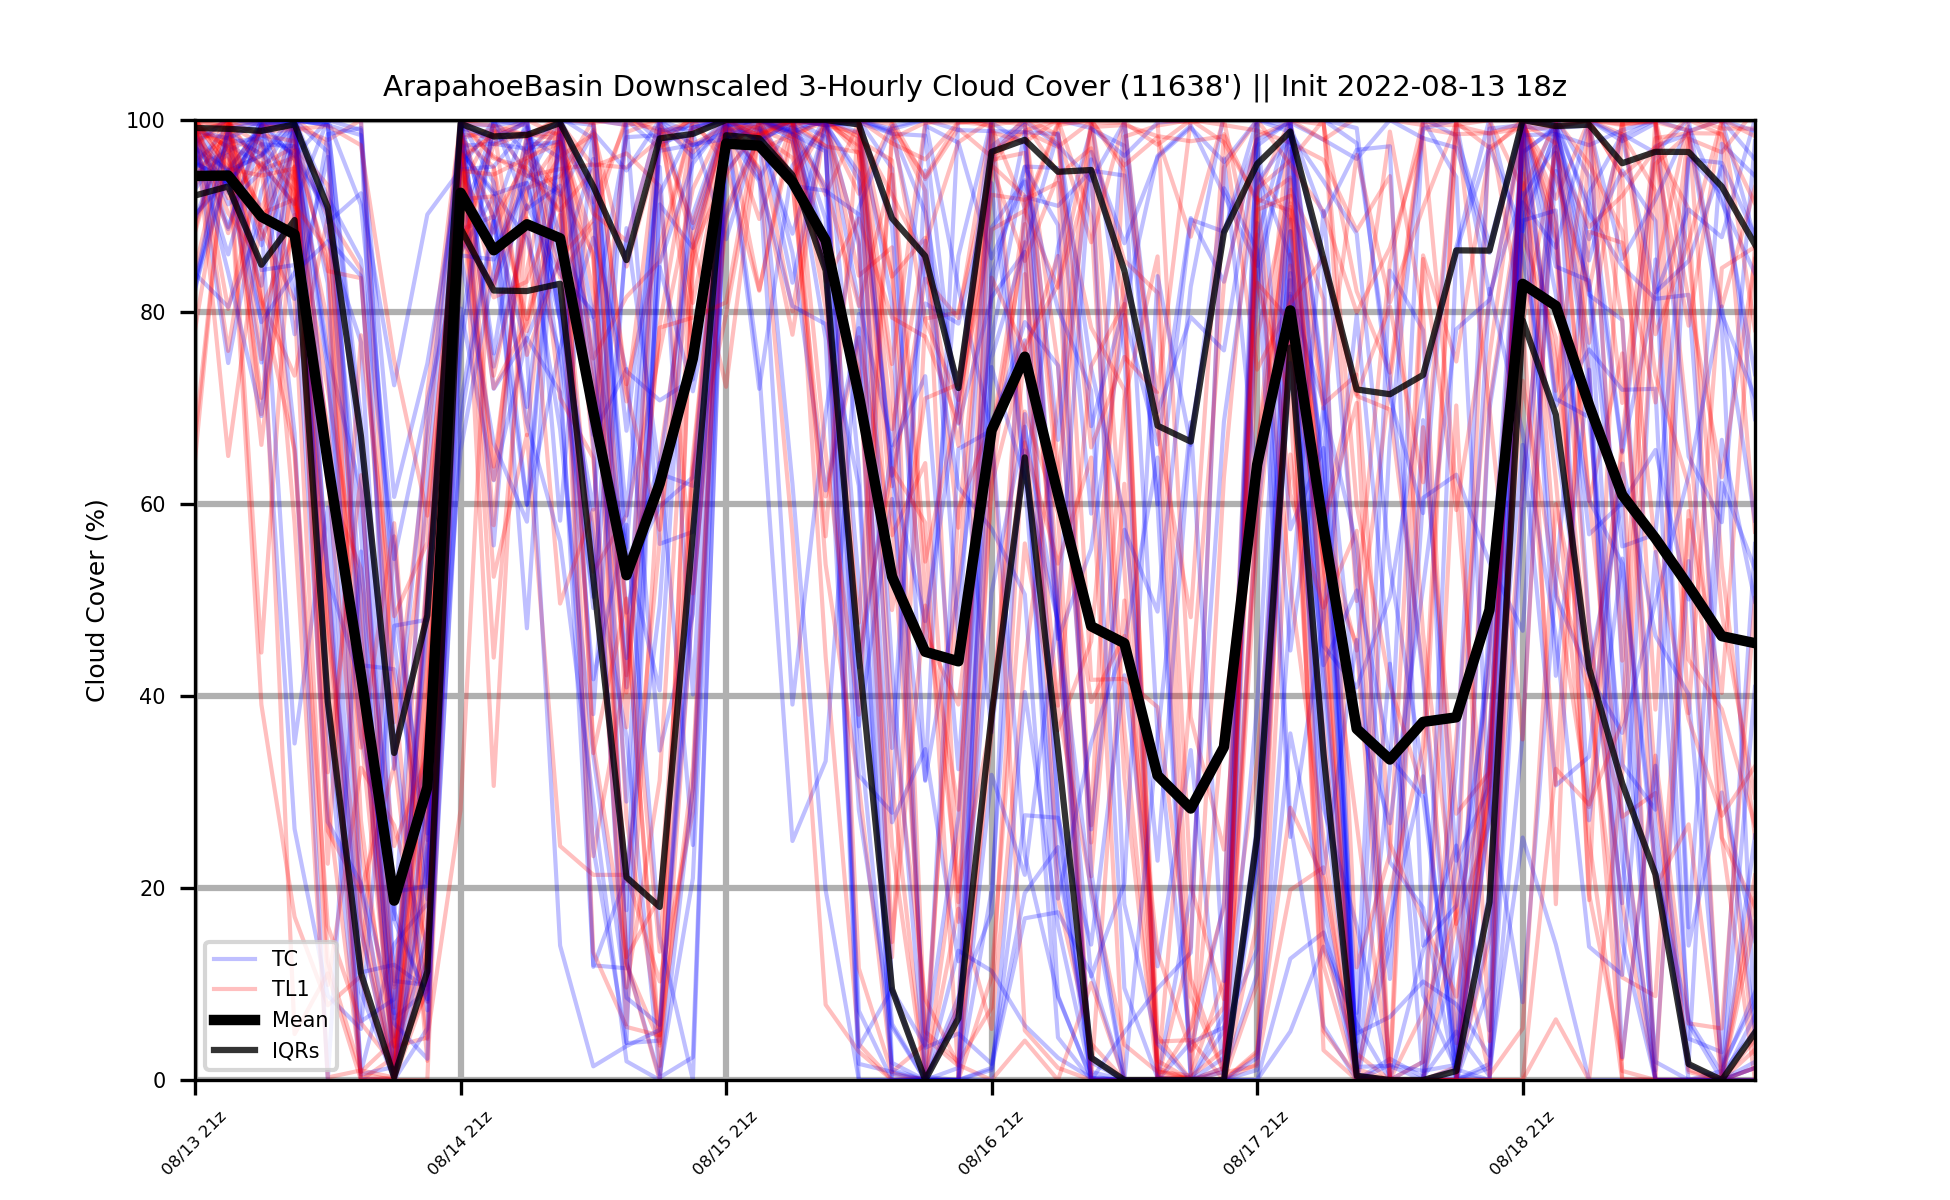 ArapahoeBasin Downscaled 3-Hourly Cloud Cover (11638') || Init 2022-08-13 18z
100
80
60
40
20
0
Cloud Cover (%)
TC
TL1
Mean
IQRs
08/13 21z
08/14 21z
08/15 21z
08/16 21z
08/17 21z
08/18 21z